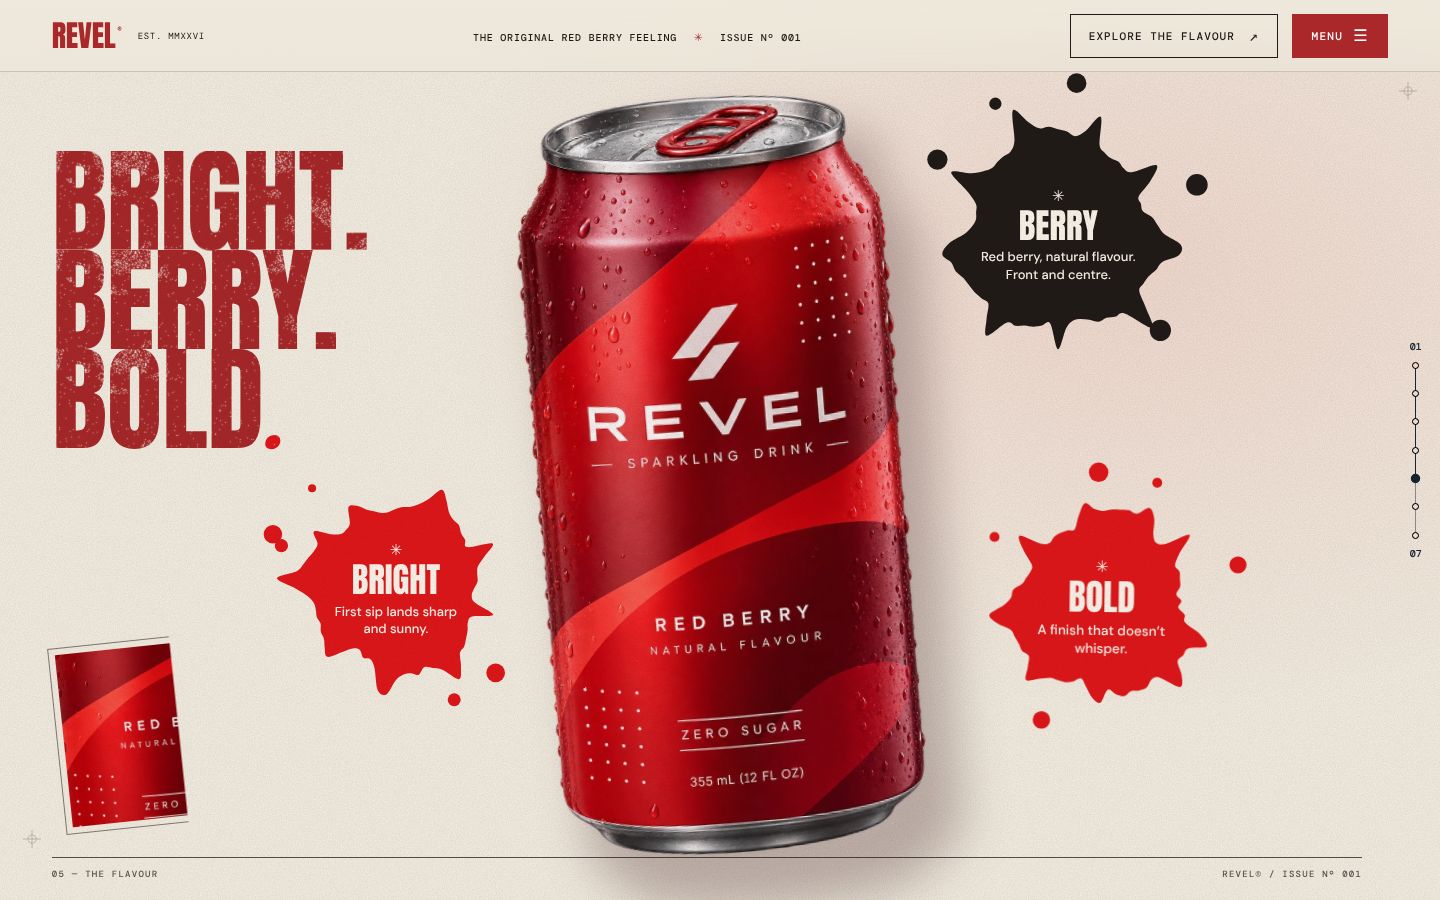 REVEL®
EST. MMXXVI
THE ORIGINAL RED BERRY FEELING ✳ ISSUE Nº 001
EXPLORE THE FLAVOUR ↗
MENU ☰
BRIGHT.
BERRY.
BOLD.
BERRY
Red berry, natural flavour.
Front and centre.
REVEL
— SPARKLING DRINK —
RED BERRY
NATURAL FLAVOUR
ZERO SUGAR
355 mL (12 FL OZ)
BRIGHT
First sip lands sharp
and sunny.
BOLD
A finish that doesn't
whisper.
01
07
RED B
NATURAL
ZERO
05 — THE FLAVOUR
REVEL® / ISSUE Nº 001